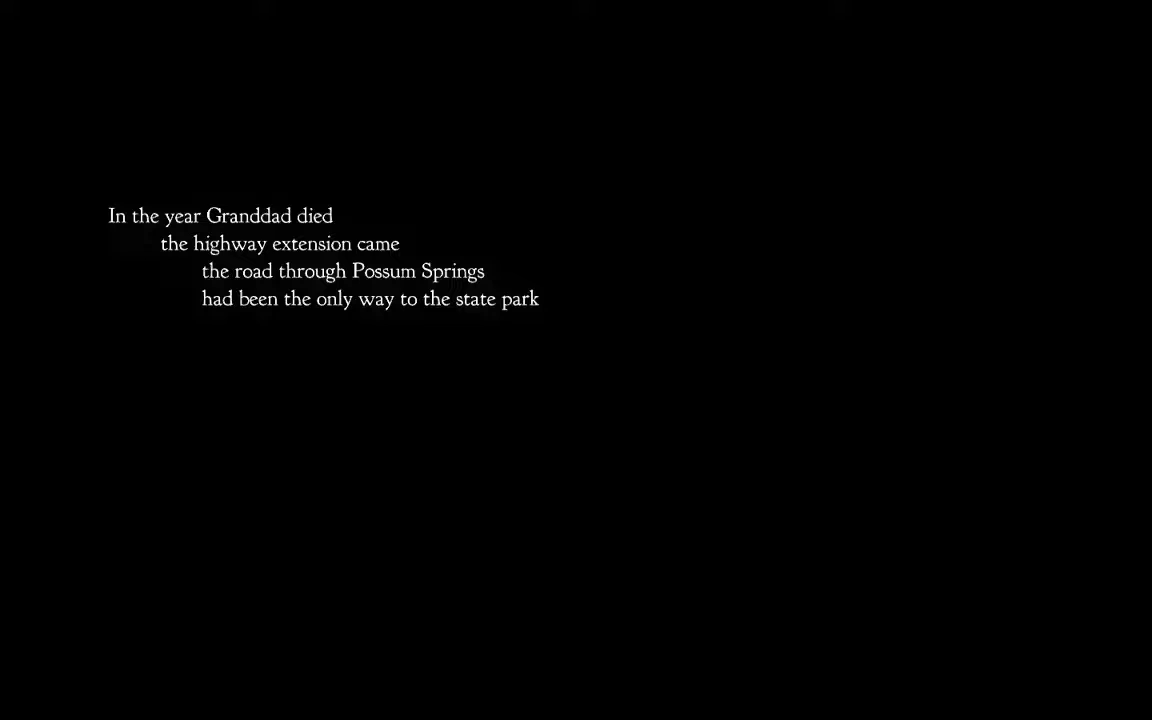 In the year Granddad died
the highway extension came
the road through Possum Springs
had been the only way to the state park